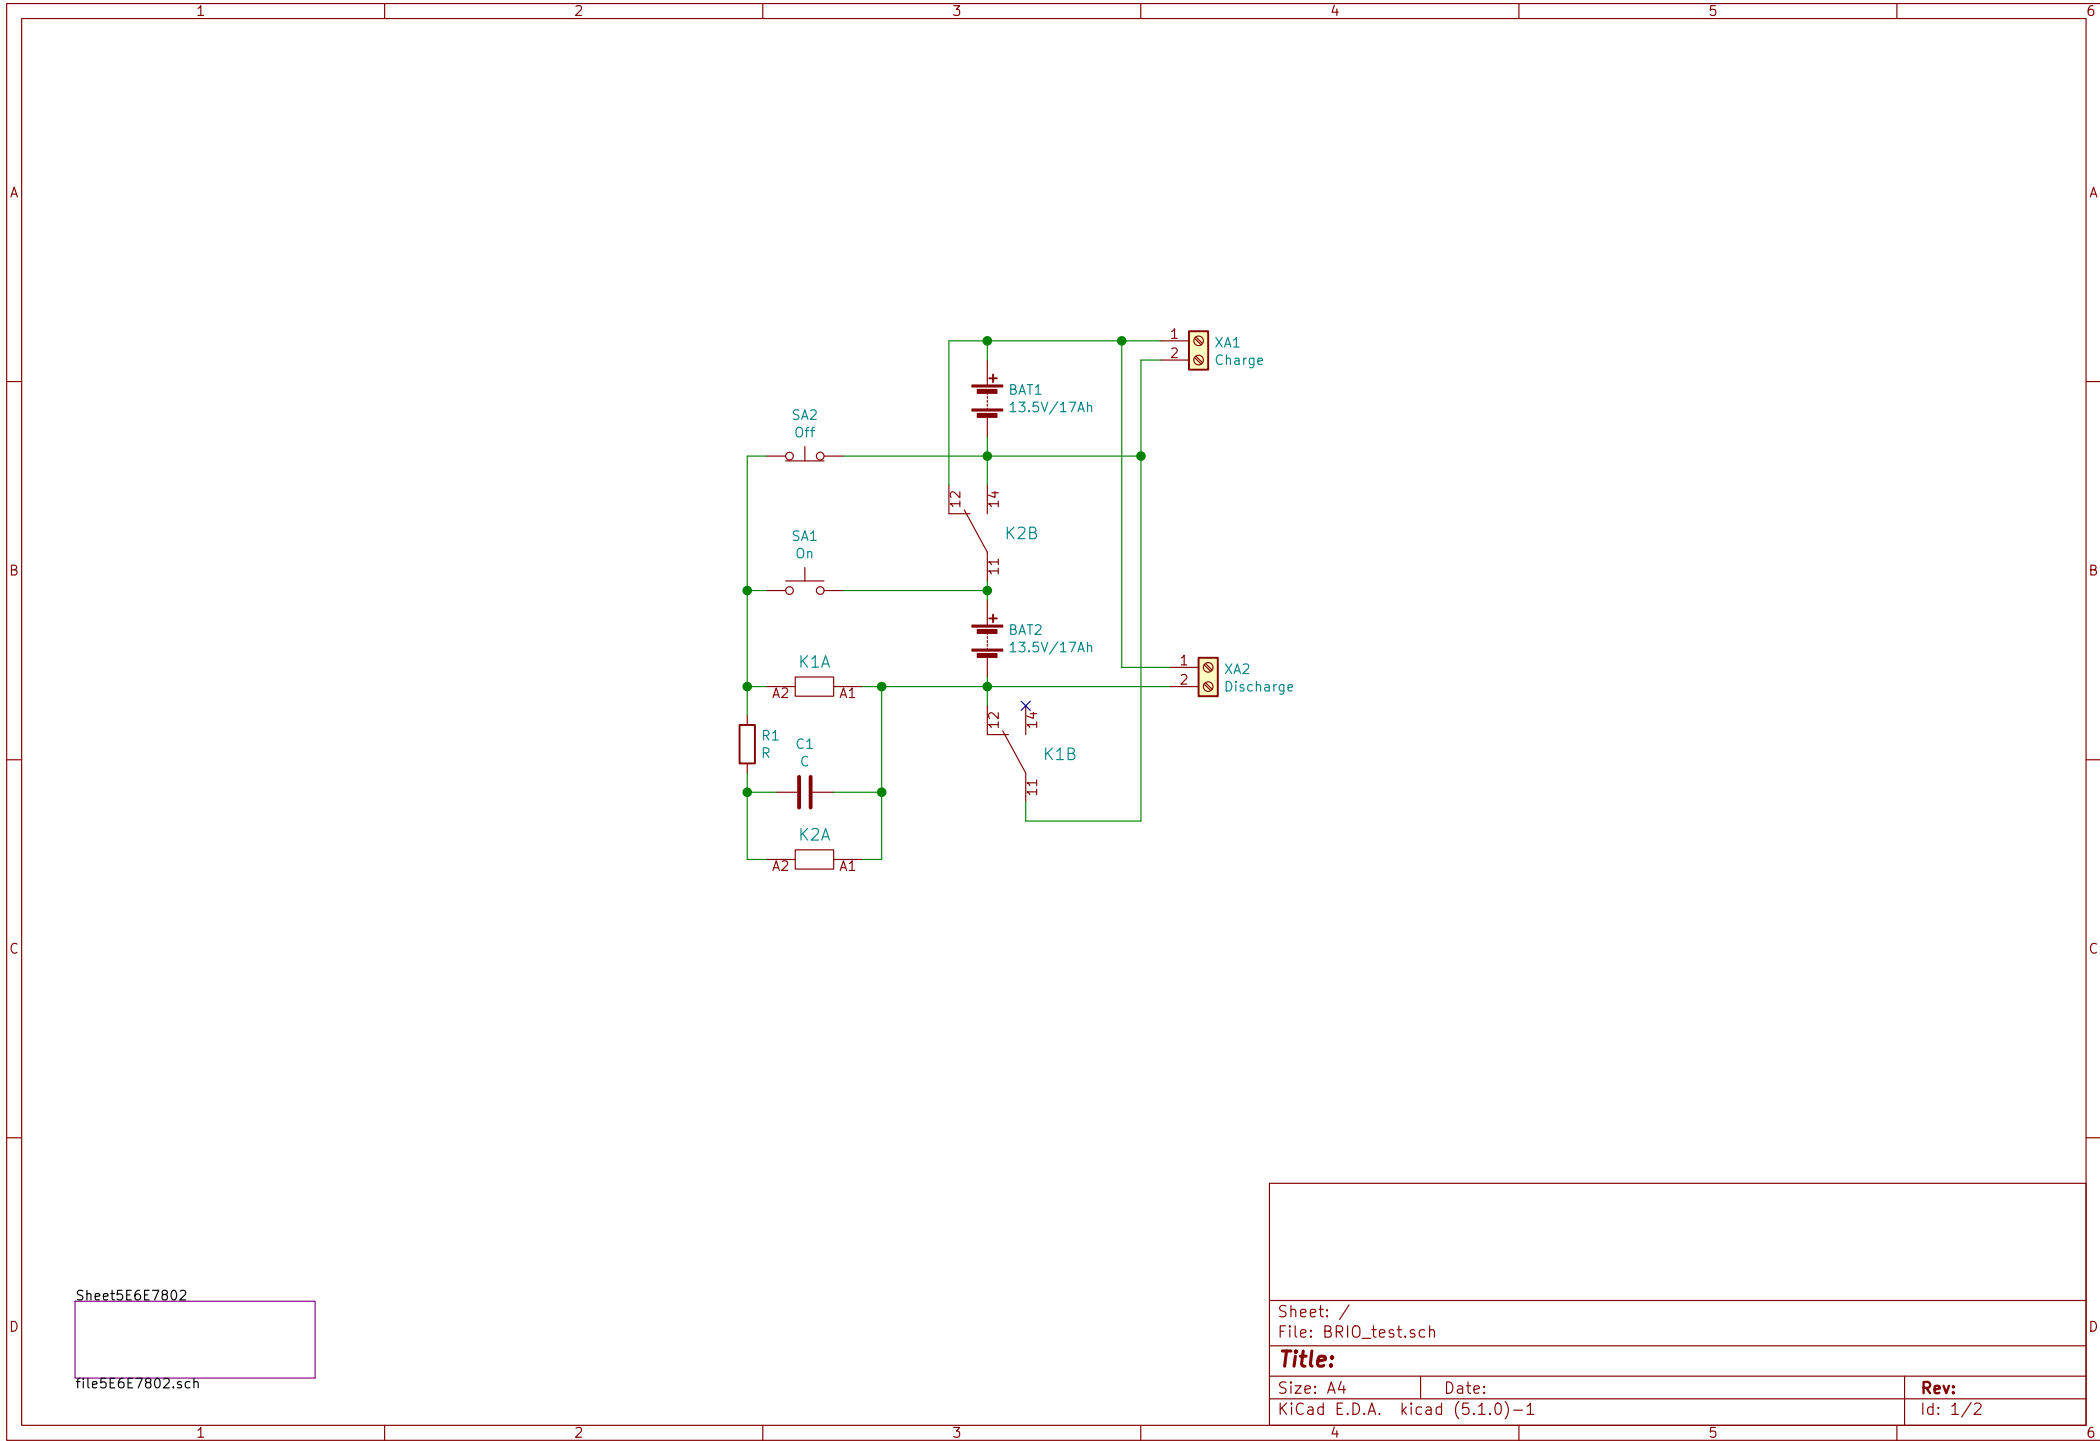 1 2 3 4 5 6
A A
1
2
XA1
Charge
+
BAT1
13.5V/17Ah
SA2
Off
12 14
K2B
SA1
On
11
B B
+
BAT2
13.5V/17Ah
K1A
A2 A1
1
2
XA2
Discharge
12 14
R1
R
C1
C
K1B
11
K2A
A2 A1
C C
Sheet5E6E7802
file5E6E7802.sch
Sheet: /
File: BRIO_test.sch
D D
Title:
Size: A4 Date: Rev:
KiCad E.D.A. kicad (5.1.0)-1 Id: 1/2
1 2 3 4 5 6